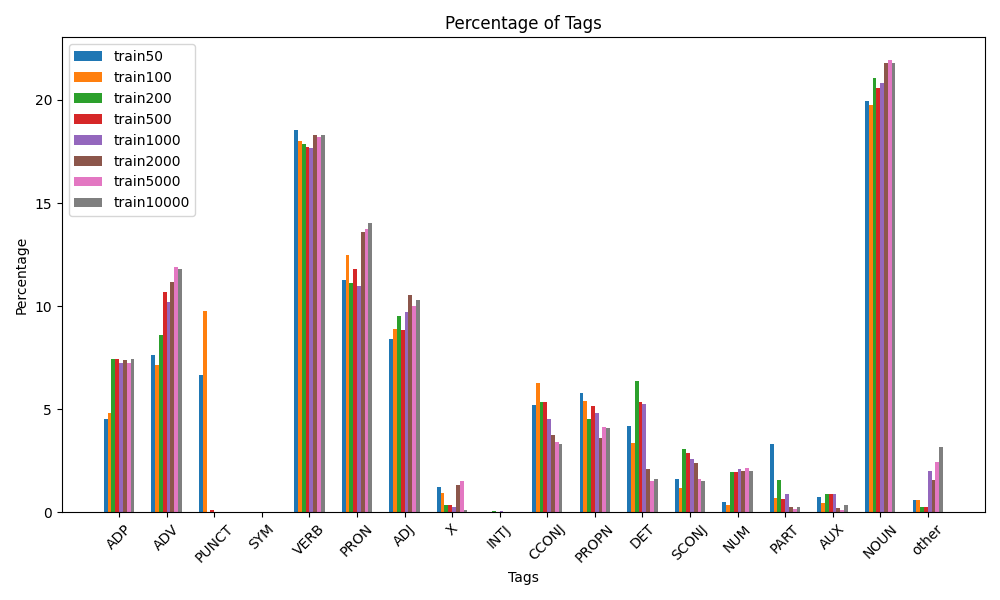 Percentage of Tags
train50
train100
train200
train500
train1000
train2000
train5000
train10000
Percentage
20
15
10
5
0
ADP
ADV
PUNCT
SYM
VERB
PRON
ADJ
X
INTJ
CCONJ
PROPN
DET
SCONJ
NUM
PART
AUX
NOUN
other
Tags